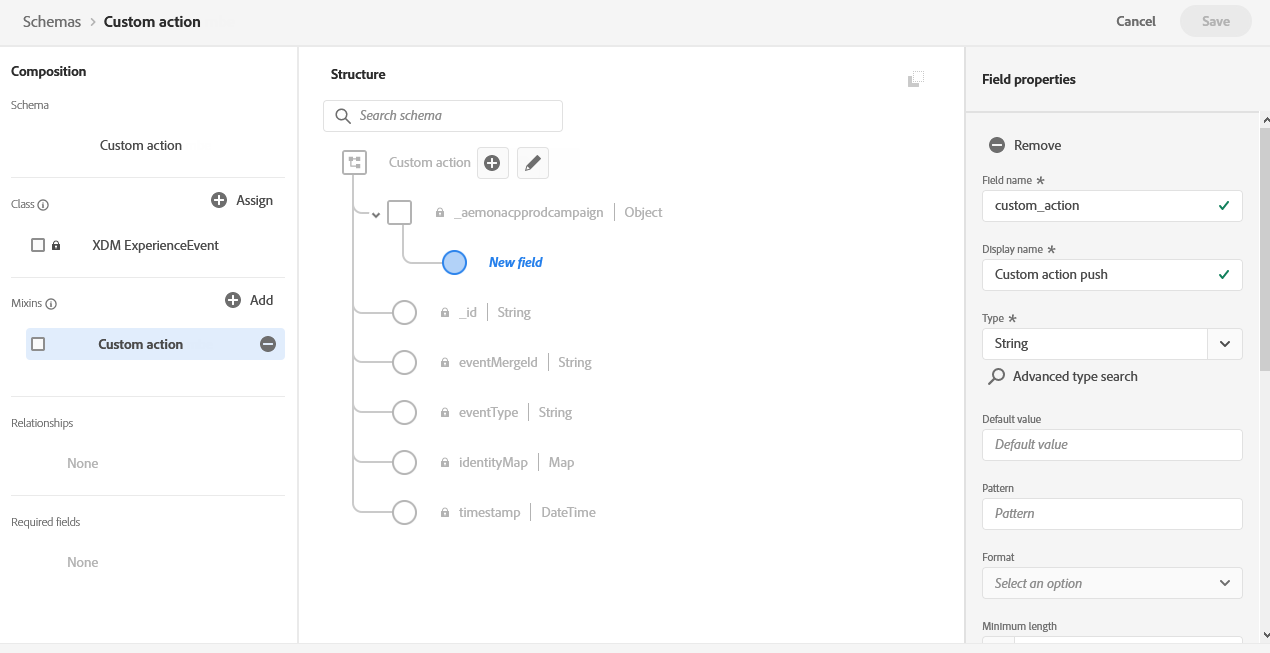 Schemas > Custom action
Cancel
Save
Composition
Schema
Custom action
Class
Assign
XDM ExperienceEvent
Mixins
Add
Custom action
Relationships
None
Required fields
None
Structure
Search schema
Custom action
_aemonacpprodcampaign | Object
New field
_id | String
eventMergeId | String
eventType | String
identityMap | Map
timestamp | DateTime
Field properties
Remove
Field name *
custom_action
Display name *
Custom action push
Type *
String
Advanced type search
Default value
Default value
Pattern
Pattern
Format
Select an option
Minimum length